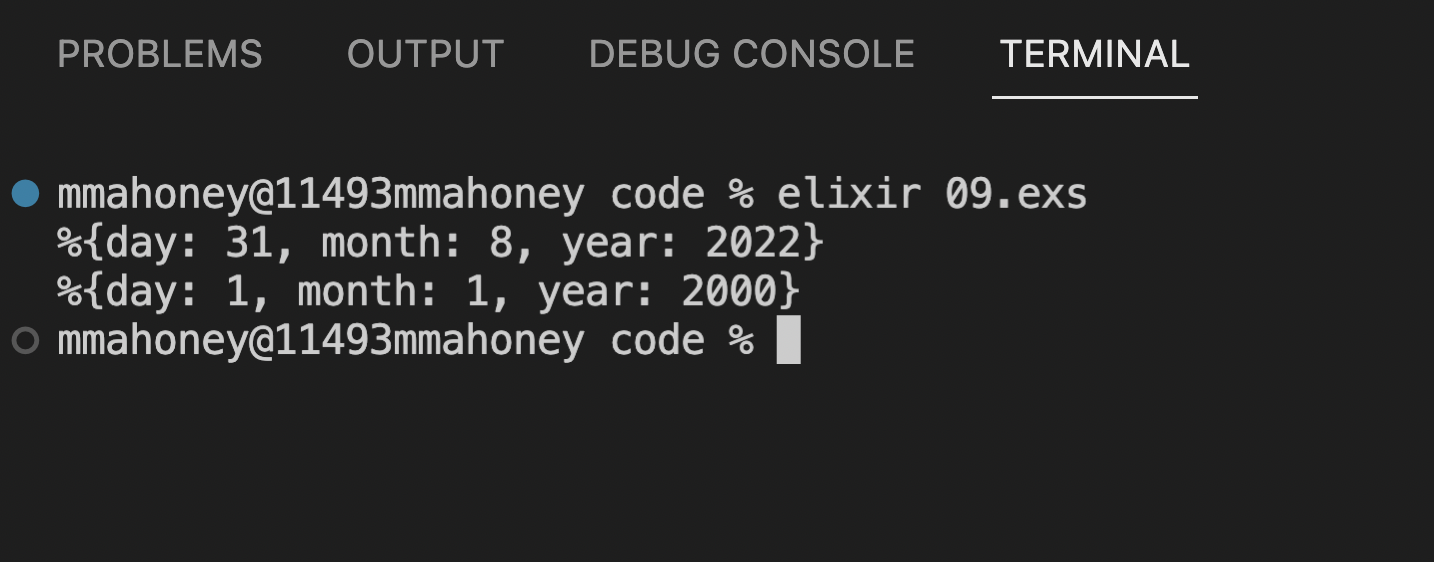 PROBLEMS OUTPUT DEBUG CONSOLE TERMINAL
mmahoney@11493mmahoney code % elixir 09.exs
%{day: 31, month: 8, year: 2022}
%{day: 1, month: 1, year: 2000}
mmahoney@11493mmahoney code %